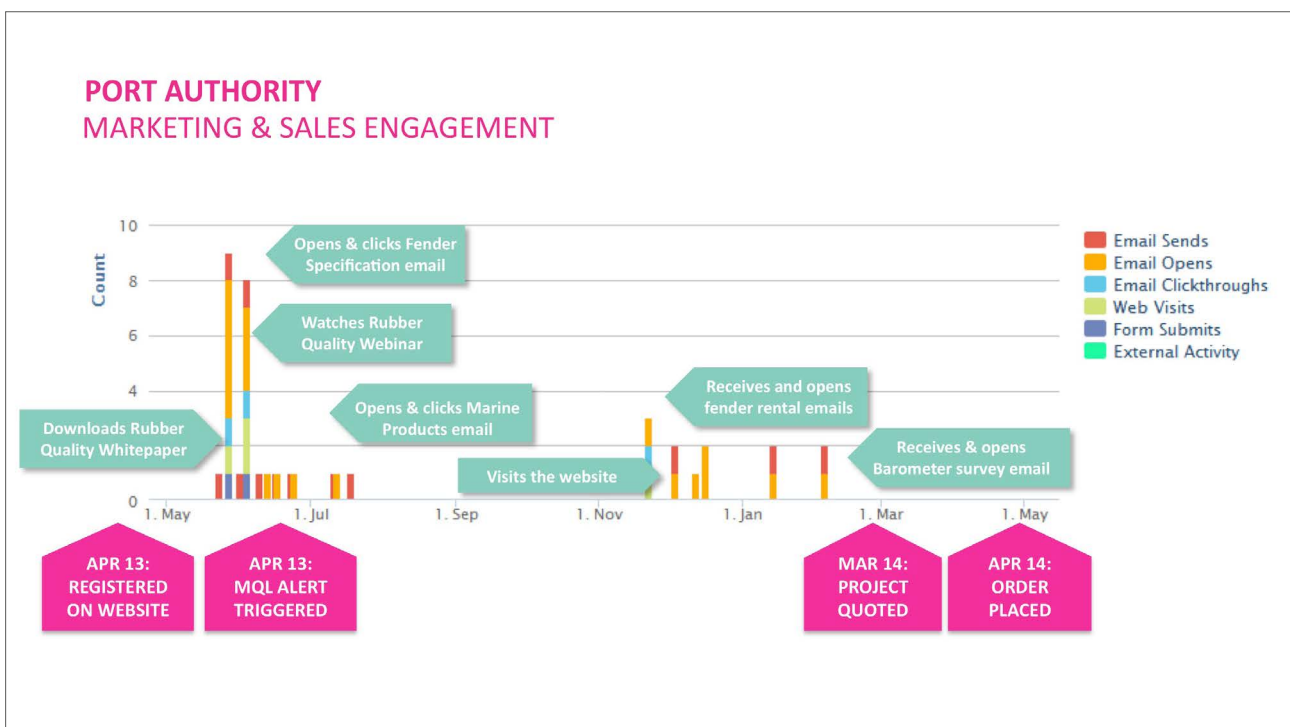 PORT AUTHORITY
MARKETING & SALES ENGAGEMENT
Count
10
8
6
4
2
0
Opens & clicks Fender
Specification email
Watches Rubber
Quality Webinar
Opens & clicks Marine
Products email
Downloads Rubber
Quality Whitepaper
Receives and opens
fender rental emails
Visits the website
Receives & opens
Barometer survey email
Email Sends
Email Opens
Email Clickthroughs
Web Visits
Form Submits
External Activity
1. May
1. Jul
1. Sep
1. Nov
1. Jan
1. Mar
1. May
APR 13:
REGISTERED
ON WEBSITE
APR 13:
MQL ALERT
TRIGGERED
MAR 14:
PROJECT
QUOTED
APR 14:
ORDER
PLACED